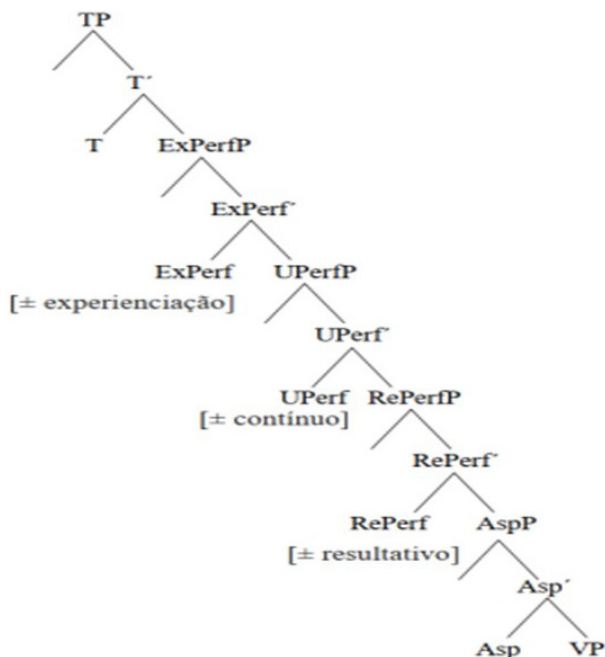 TP
T´
T ExPerfP
ExPerf´
ExPerf UPerfP
[± experienciação]
UPerf´
UPerf RePerfP
[± contínuo]
RePerf´
RePerf AspP
[± resultativo]
Asp´
Asp VP